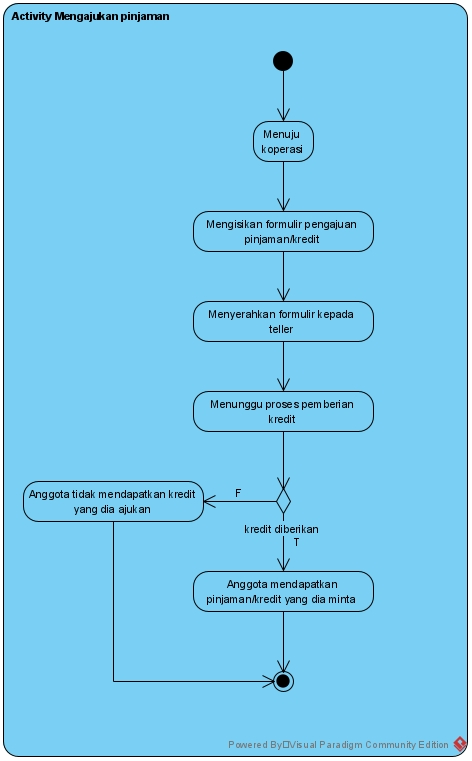 Activity Mengajukan pinjaman
Menuju
koperasi
Mengisikan formulir pengajuan
pinjaman/kredit
Menyerahkan formulir kepada
teller
Menunggu proses pemberian
kredit
F
Anggota tidak mendapatkan kredit
yang dia ajukan
kredit diberikan
T
Anggota mendapatkan
pinjaman/kredit yang dia minta
Powered By Visual Paradigm Community Edition